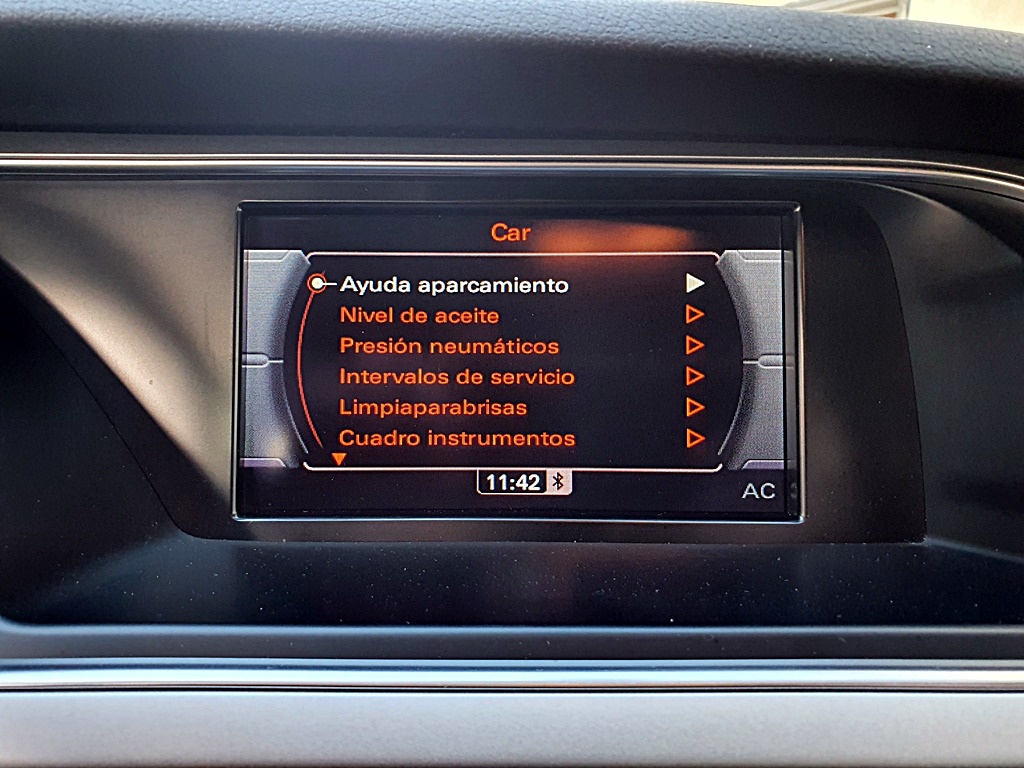 Car
Ayuda aparcamiento
Nivel de aceite
Presión neumáticos
Intervalos de servicio
Limpiaparabrisas
Cuadro instrumentos
11:42
AC